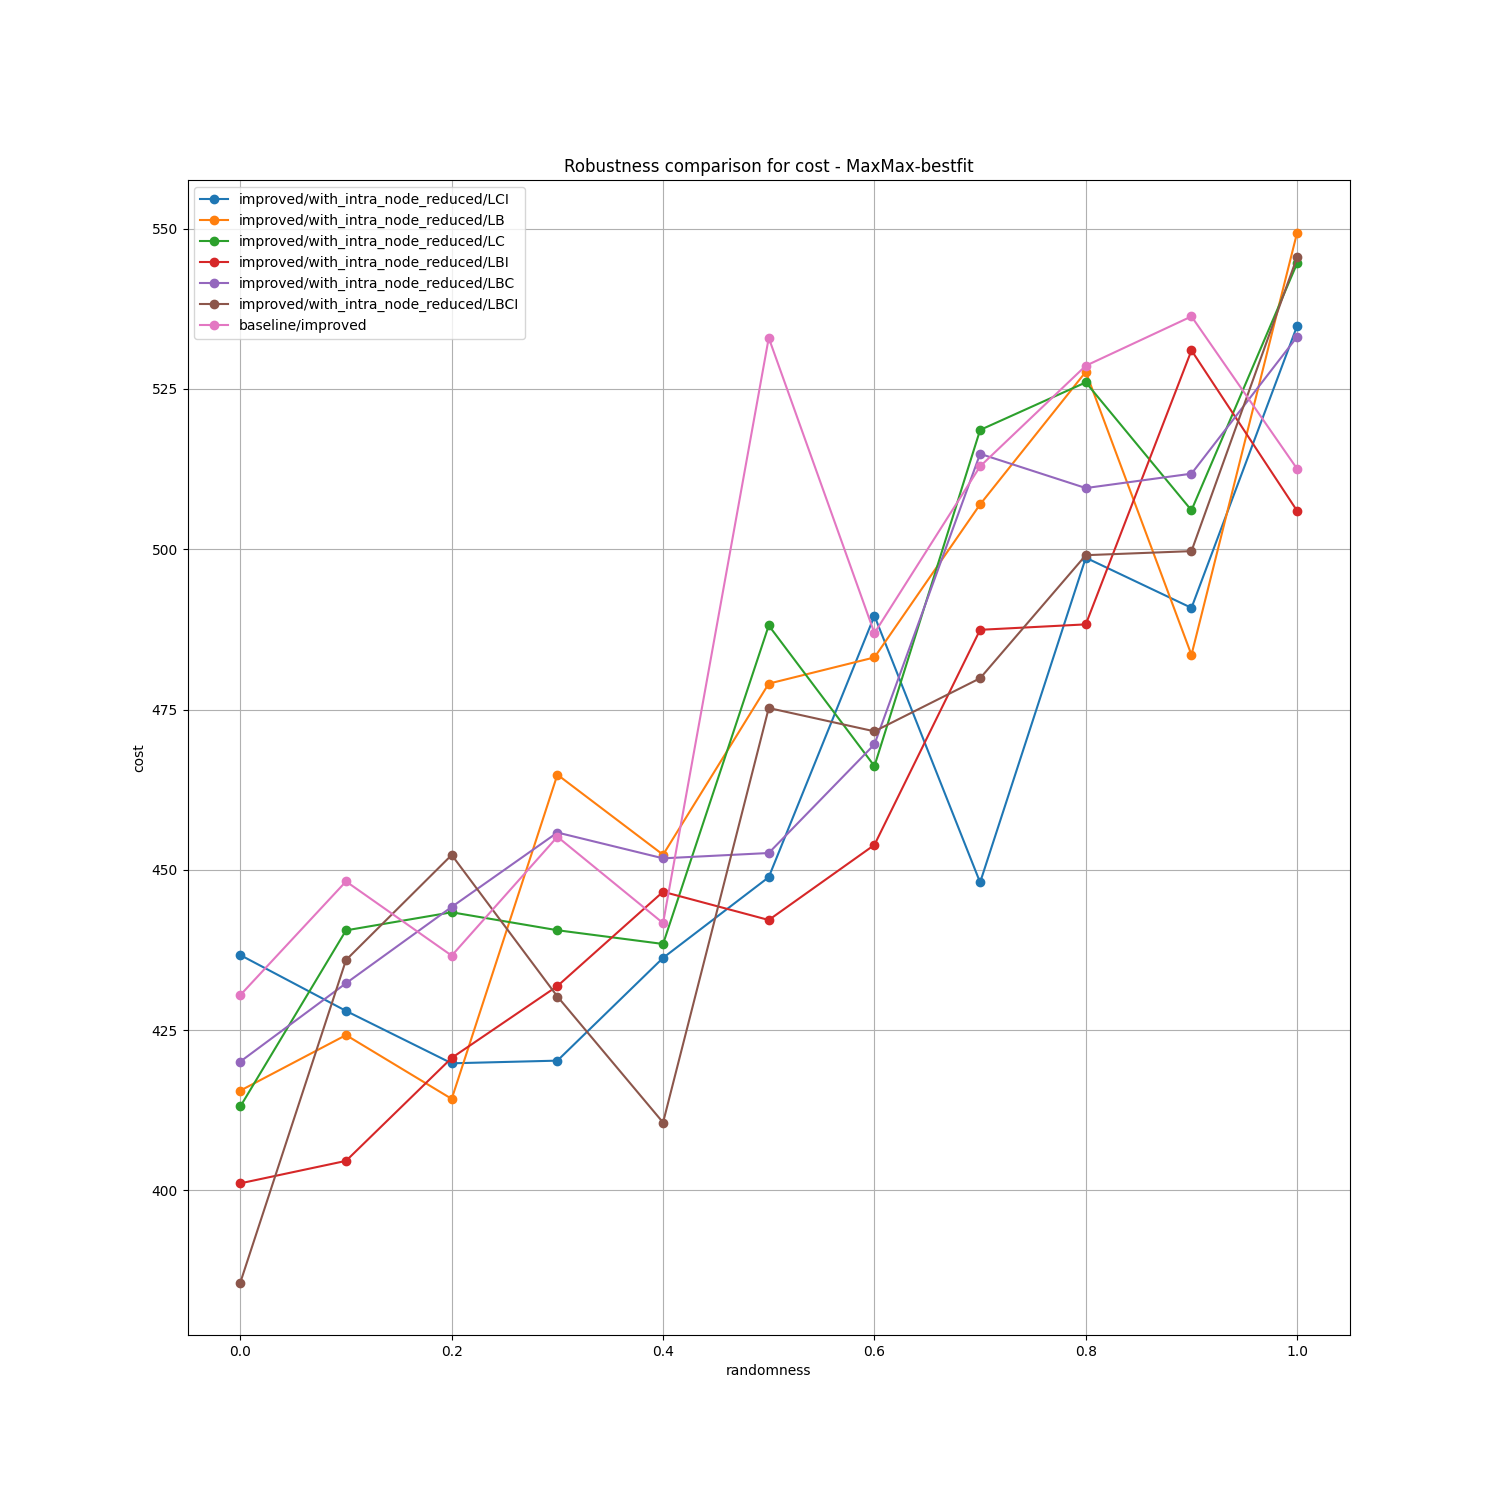 Robustness comparison for cost - MaxMax-bestfit
improved/with_intra_node_reduced/LCI
improved/with_intra_node_reduced/LB
improved/with_intra_node_reduced/LC
improved/with_intra_node_reduced/LBI
improved/with_intra_node_reduced/LBC
improved/with_intra_node_reduced/LBCI
baseline/improved
550
525
500
475
450
425
400
cost
0.0 0.2 0.4 0.6 0.8 1.0
randomness